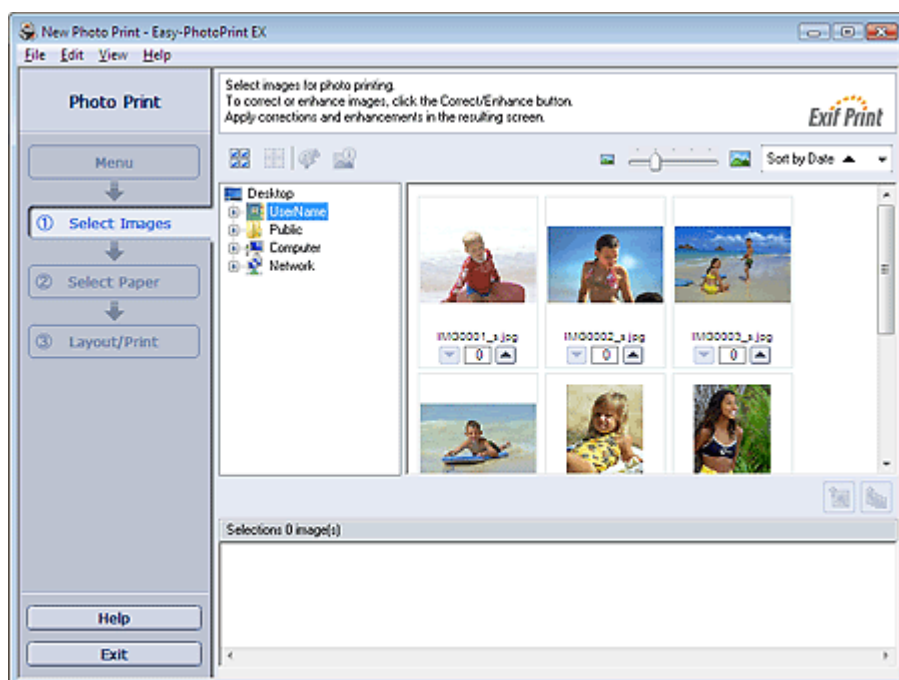 New Photo Print - Easy-PhotoPrint EX
File Edit View Help
Photo Print
Select images for photo printing.
To correct or enhance images, click the Correct/Enhance button.
Apply corrections and enhancements in the resulting screen.
Exif Print
Menu
① Select Images
② Select Paper
③ Layout/Print
Sort by Date
Desktop
UserName
Public
Computer
Network
IMG0001_s.jpg
IMG0002_s.jpg
IMG0003_s.jpg
0
0
0
Selections 0 image(s)
Help
Exit